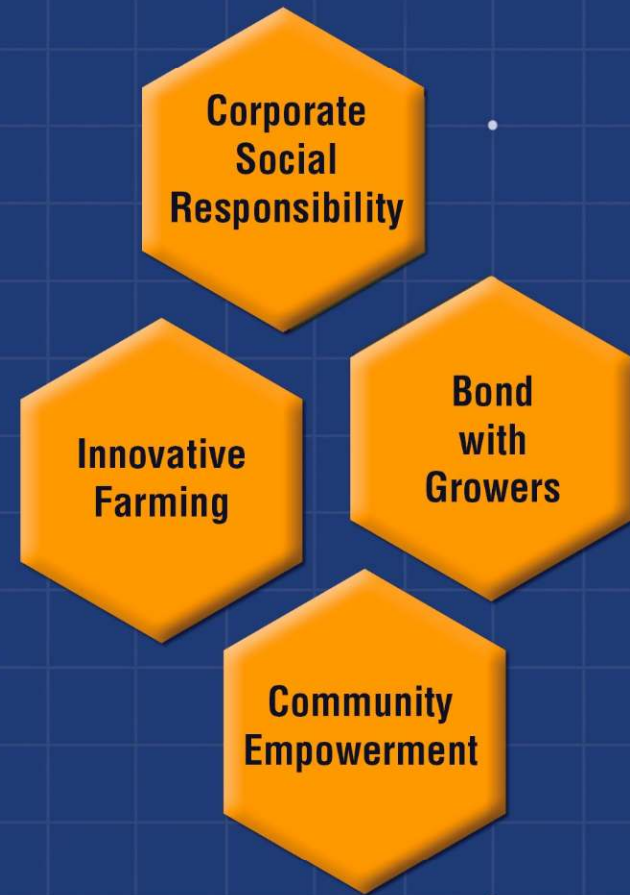 Corporate
Social
Responsibility
Innovative
Farming
Bond
with
Growers
Community
Empowerment